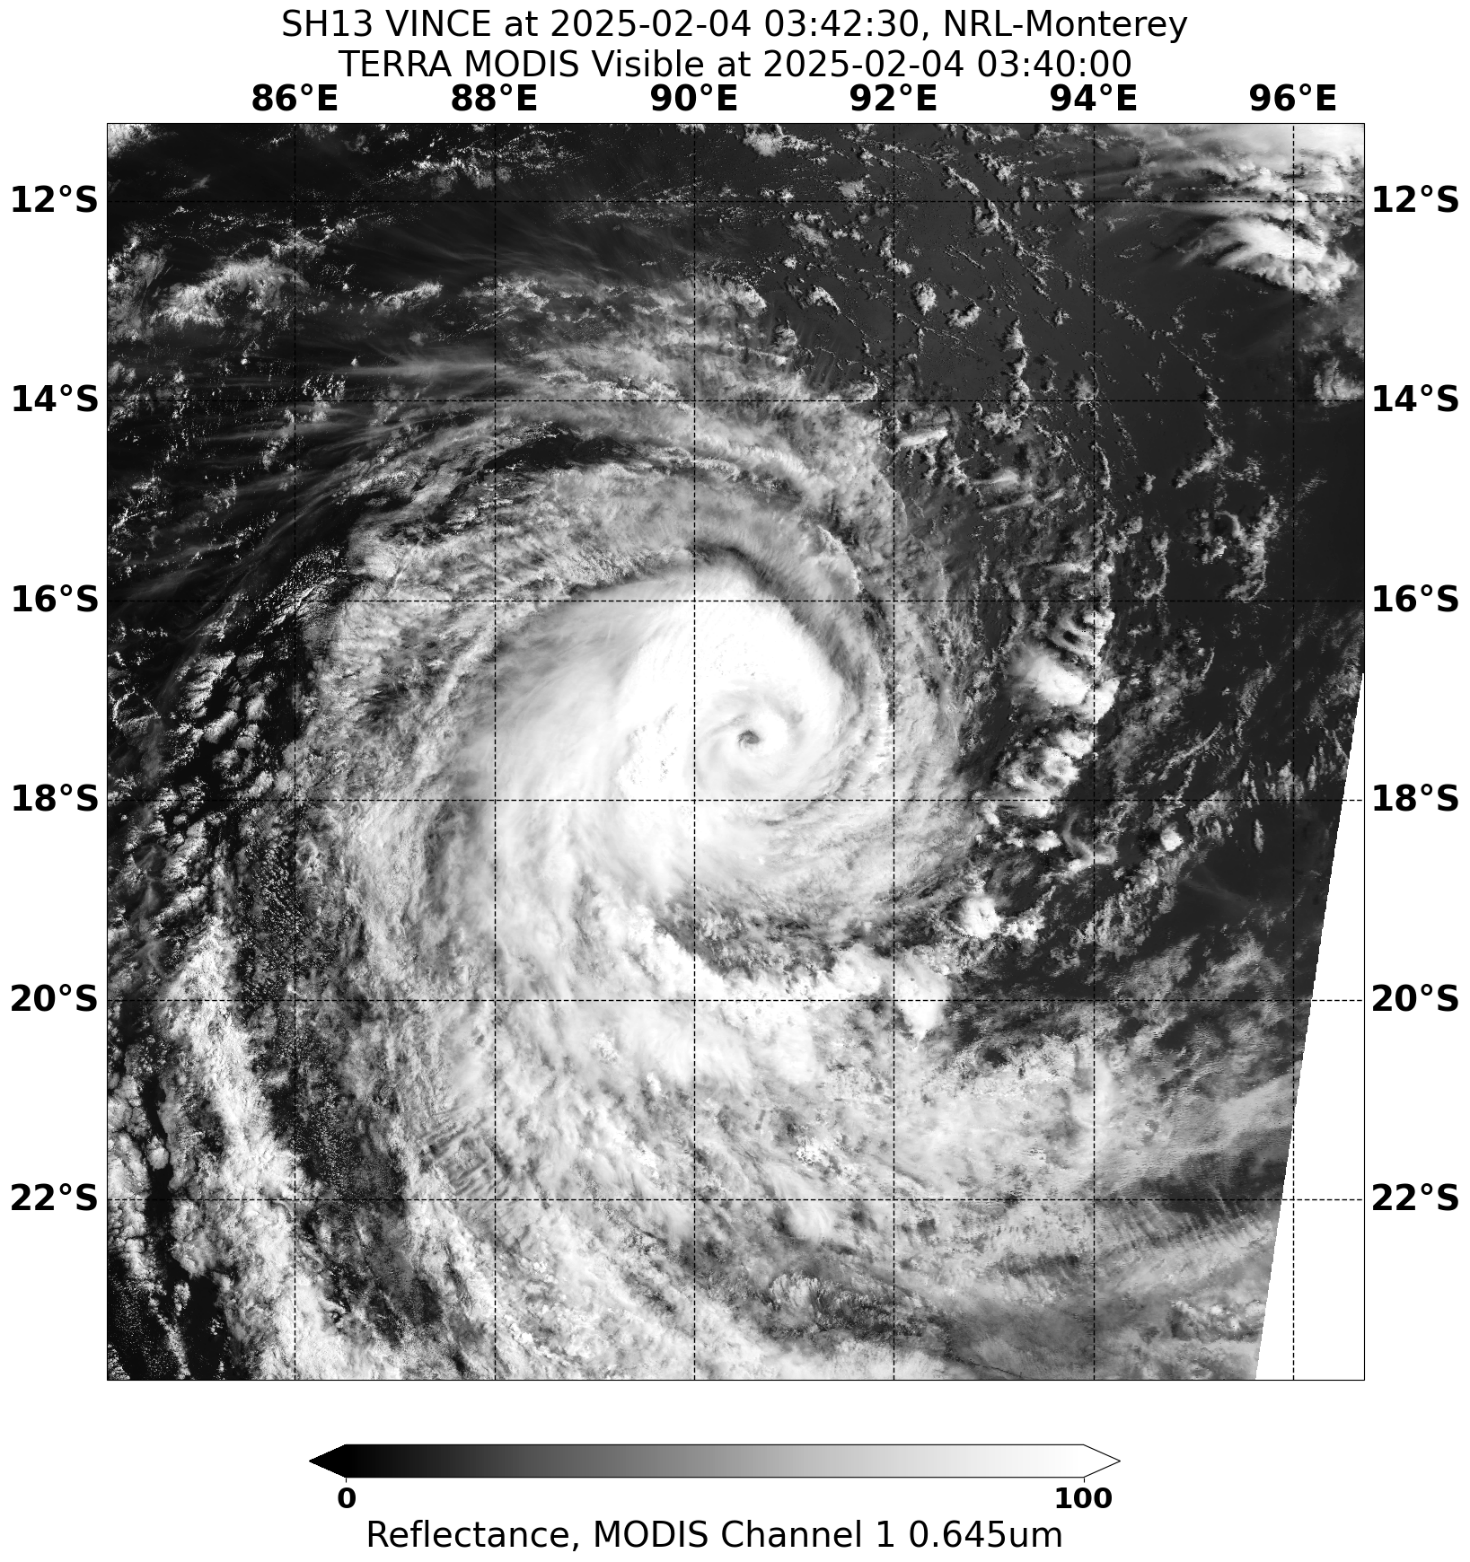 SH13 VINCE at 2025-02-04 03:42:30, NRL-Monterey
TERRA MODIS Visible at 2025-02-04 03:40:00
86°E 88°E 90°E 92°E 94°E 96°E
12°S 12°S
14°S 14°S
16°S 16°S
18°S 18°S
20°S 20°S
22°S 22°S
0 100
Reflectance, MODIS Channel 1 0.645um